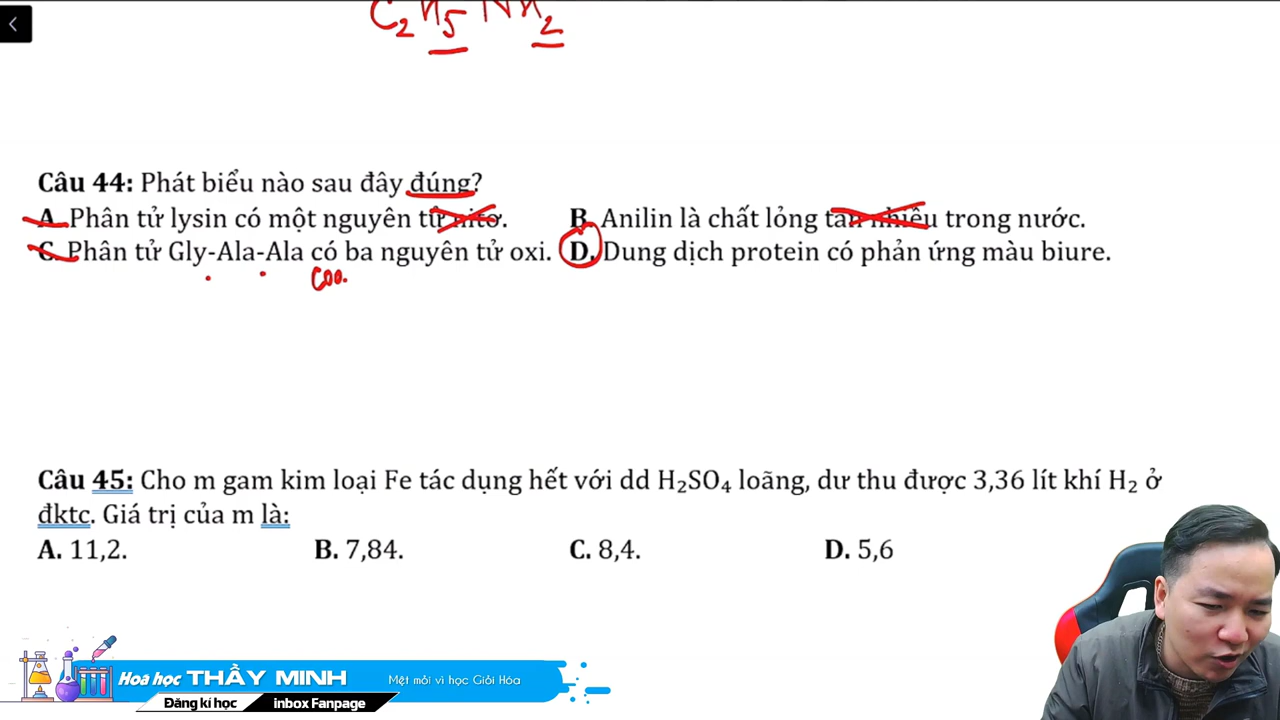 C₂H₅NH₂
Câu 44: Phát biểu nào sau đây đúng?
A. Phân tử lysin có một nguyên tử nitơ. B. Anilin là chất lỏng tan nhiều trong nước.
C. Phân tử Gly-Ala-Ala có ba nguyên tử oxi. D. Dung dịch protein có phản ứng màu biure.
COO
Câu 45: Cho m gam kim loại Fe tác dụng hết với dd H₂SO₄ loãng, dư thu được 3,36 lít khí H₂ ở
đktc. Giá trị của m là:
A. 11,2. B. 7,84. C. 8,4. D. 5,6
Hoá học THẦY MINH Mệt mỏi vì học Giỏi Hóa
Đăng kí học inbox Fanpage